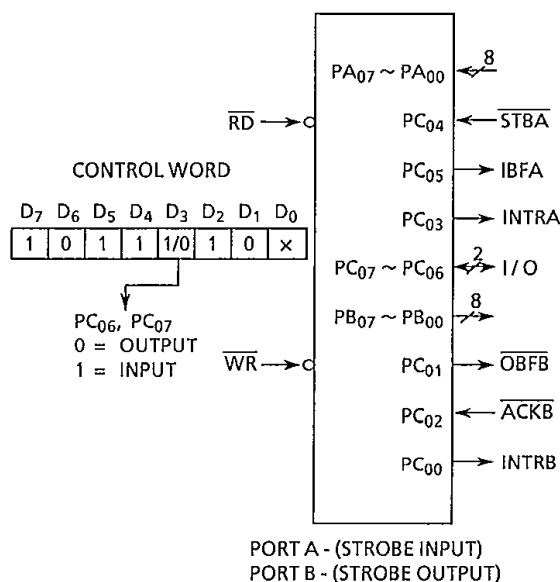 PA07 ~ PA00 8
RD PC04 STBA
CONTROL WORD PC05 IBFA
D7 D6 D5 D4 D3 D2 D1 D0
1 0 1 1 1/0 1 0 ×
PC03 INTRA
PC07 ~ PC06 2 I / O
PB07 ~ PB00 8
PC06, PC07
0 = OUTPUT
1 = INPUT
WR PC01 OBFB
PC02 ACKB
PC00 INTRB
PORT A - (STROBE INPUT)
PORT B - (STROBE OUTPUT)